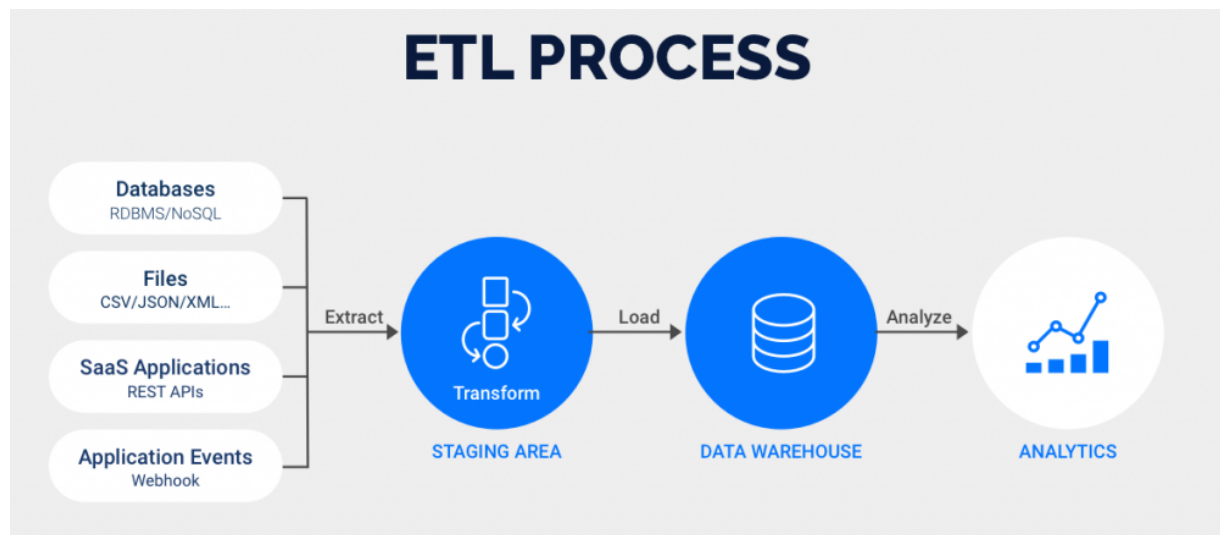 ETL PROCESS
Databases
RDBMS/NoSQL
Files
CSV/JSON/XML...
SaaS Applications
REST APIs
Application Events
Webhook
Extract
Transform
STAGING AREA
Load
DATA WAREHOUSE
Analyze
ANALYTICS